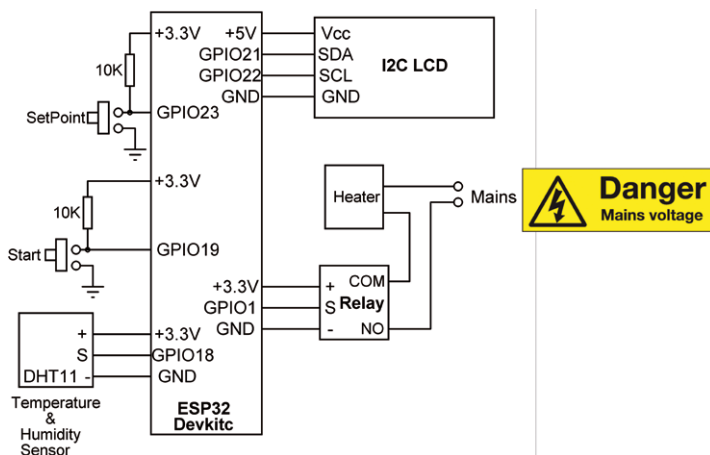 +3.3V
+5V
Vcc
GPIO21
SDA
I2C LCD
10K
GPIO22
SCL
GND
GND
SetPoint
GPIO23
+3.3V
Danger
Mains voltage
Heater
Mains
10K
Start
GPIO19
+3.3V
+
COM
GPIO1
S
Relay
GND
-
NO
+
+3.3V
S
GPIO18
DHT11
-
GND
Temperature
&
Humidity
Sensor
ESP32
Devkitc